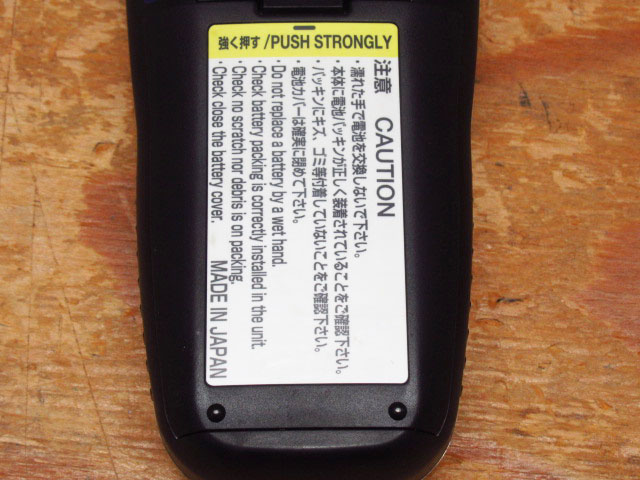 強く押す/PUSH STRONGLY
注意 CAUTION
・濡れた手で電池を交換しないで下さい。
・本体に電池パッキンが正しく装着されていることをご確認下さい。
・パッキンにキズ、ゴミ等付着していないことをご確認下さい。
・電池カバーは確実に閉めて下さい。
・Do not replace a battery by a wet hand.
・Check battery packing is correctly installed in the unit.
・Check no scratch nor debris is on packing.
・Check close the battery cover.
MADE IN JAPAN